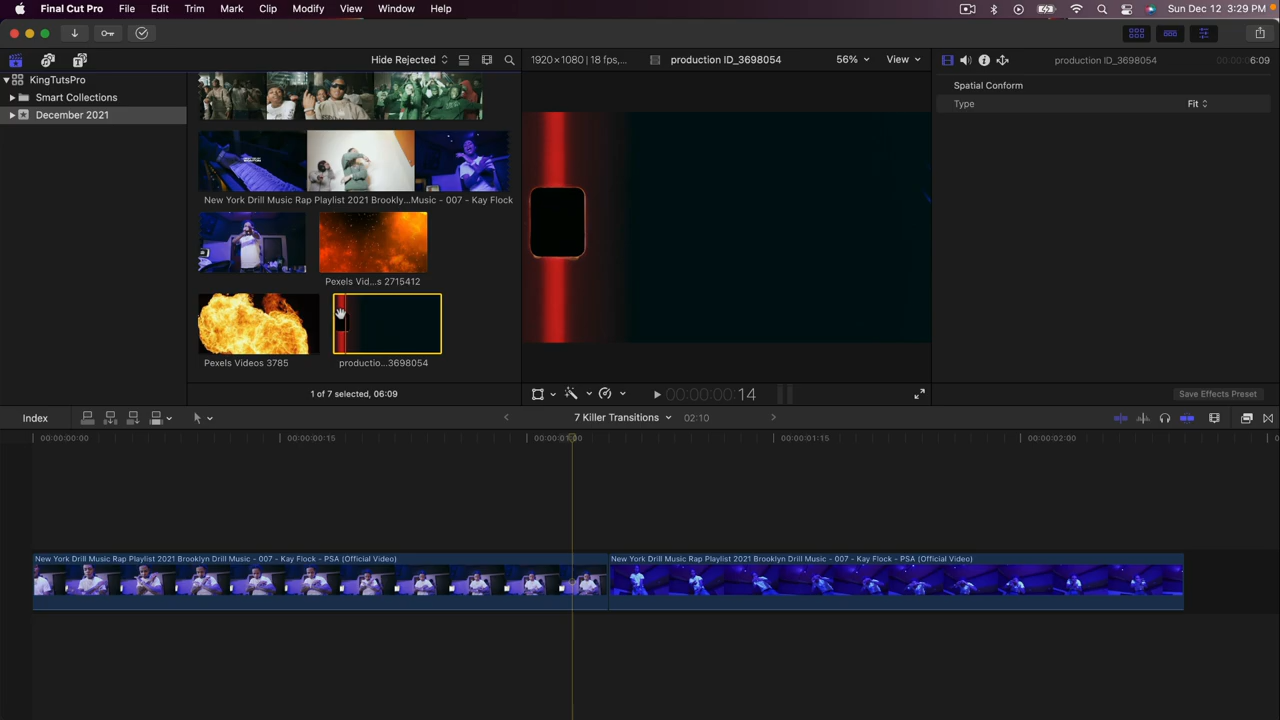 Final Cut Pro File Edit Trim Mark Clip Modify View Window Help Sun Dec 12 3:29 PM
Hide Rejected 1920×1080 | 18 fps,... production ID_3698054 56% View production ID_3698054 6:09
KingTutsPro
Smart Collections
December 2021
Spatial Conform
Type Fit
New York Drill Music Rap Playlist 2021 Brookly...Music - 007 - Kay Flock
Pexels Vid...s 2715412
Pexels Videos 3785 productio...3698054
1 of 7 selected, 06:09 00:00:00:14 Save Effects Preset
Index 7 Killer Transitions 02:10
00:00:00:00 00:00:00:15 00:00:01:00 00:00:01:15 00:00:02:00
New York Drill Music Rap Playlist 2021 Brooklyn Drill Music - 007 - Kay Flock - PSA (Official Video) New York Drill Music Rap Playlist 2021 Brooklyn Drill Music - 007 - Kay Flock - PSA (Official Video)